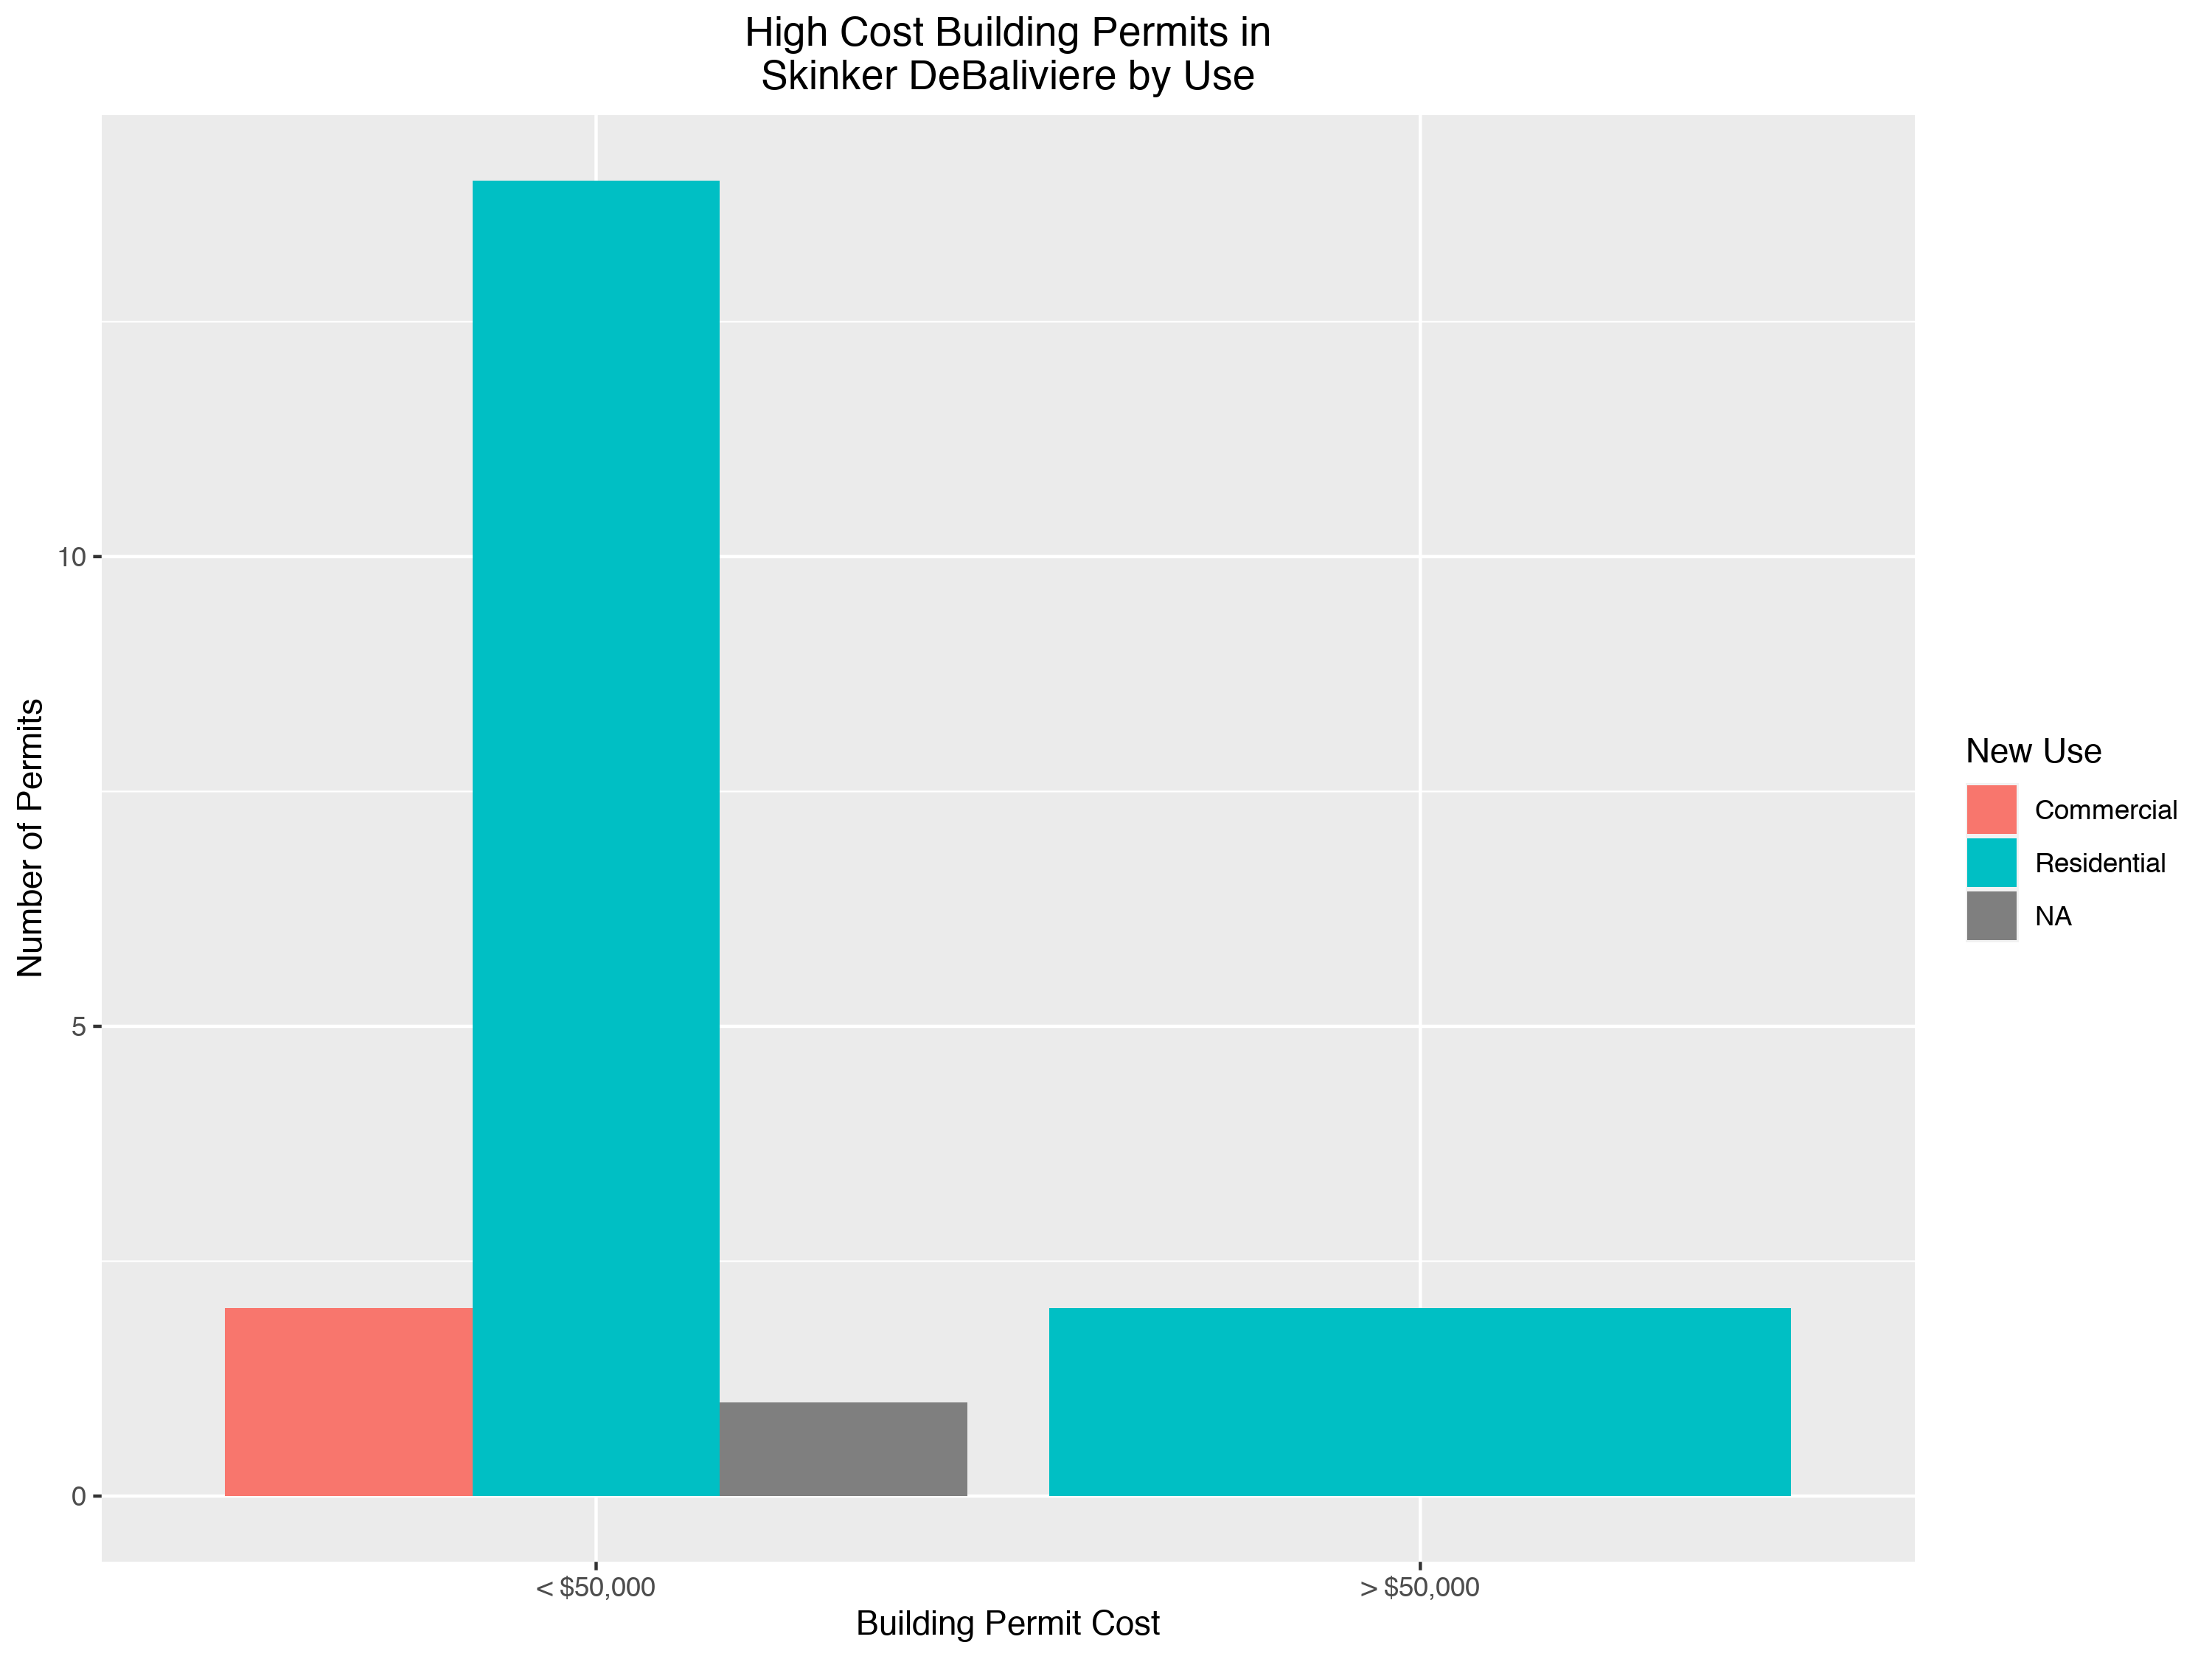 High Cost Building Permits in
Skinker DeBaliviere by Use
Number of Permits
10
5
0
< $50,000
> $50,000
Building Permit Cost
New Use
Commercial
Residential
NA